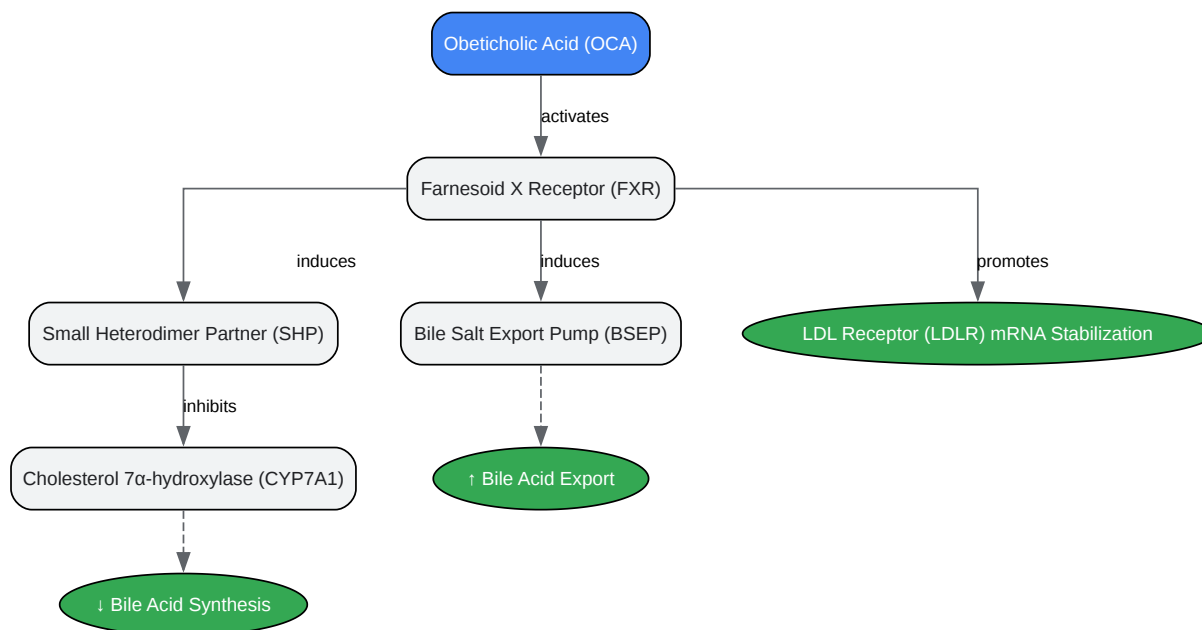 Obeticholic Acid (OCA)
activates
Farnesoid X Receptor (FXR)
induces
induces
promotes
Small Heterodimer Partner (SHP)
Bile Salt Export Pump (BSEP)
LDL Receptor (LDLR) mRNA Stabilization
inhibits
Cholesterol 7α-hydroxylase (CYP7A1)
↑ Bile Acid Export
↓ Bile Acid Synthesis